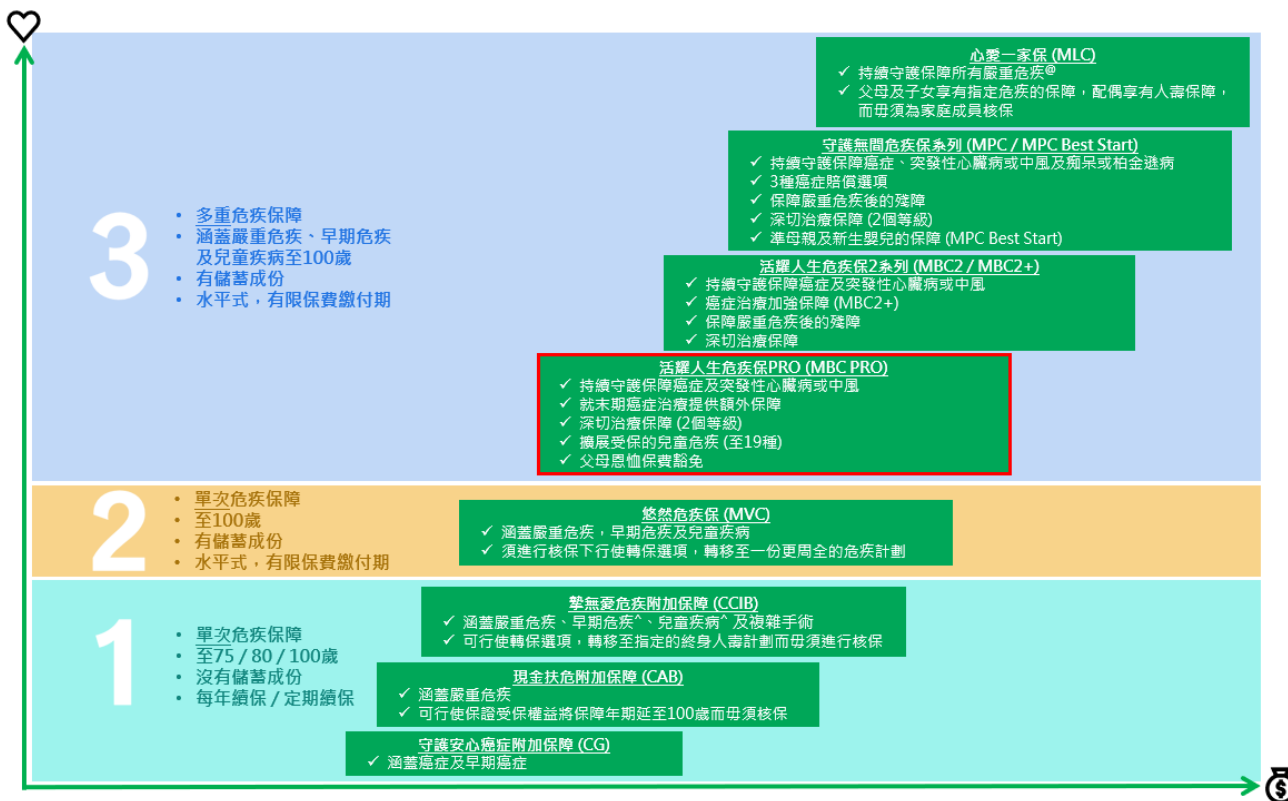 心愛一家保 (MLC)
✓ 持續守護保障所有嚴重危疾@
✓ 父母及子女享有指定危疾的保障，配偶享有人壽保障，
而毋須為家庭成員核保
守護無間危疾保系列 (MPC / MPC Best Start)
✓ 持續守護保障癌症、突發性心臟病或中風及痴呆或柏金遜病
✓ 3種癌症賠償選項
✓ 保障嚴重危疾後的殘障
✓ 深切治療保障 (2個等級)
✓ 準母親及新生嬰兒的保障 (MPC Best Start)
3
• 多重危疾保障
• 涵蓋嚴重危疾、早期危疾
及兒童疾病至100歲
• 有儲蓄成份
• 水平式，有限保費繳付期
活耀人生危疾保2系列 (MBC2 / MBC2+)
✓ 持續守護保障癌症及突發性心臟病或中風
✓ 癌症治療加強保障 (MBC2+)
✓ 保障嚴重危疾後的殘障
✓ 深切治療保障
活耀人生危疾保PRO (MBC PRO)
✓ 持續守護保障癌症及突發性心臟病或中風
✓ 就末期癌症治療提供額外保障
✓ 深切治療保障 (2個等級)
✓ 擴展受保的兒童危疾 (至19種)
✓ 父母恩恤保費豁免
2
• 單次危疾保障
• 至100歲
• 有儲蓄成份
• 水平式，有限保費繳付期
悠然危疾保 (MVC)
✓ 涵蓋嚴重危疾，早期危疾及兒童疾病
✓ 須進行核保下行使轉保選項，轉移至一份更周全的危疾計劃
1
• 單次危疾保障
• 至75 / 80 / 100歲
• 沒有儲蓄成份
• 每年續保 / 定期續保
摯無憂危疾附加保障 (CCIB)
✓ 涵蓋嚴重危疾、早期危疾^、兒童疾病^ 及複雜手術
✓ 可行使轉保選項，轉移至指定的終身人壽計劃而毋須進行核保
現金扶危附加保障 (CAB)
✓ 涵蓋嚴重危疾
✓ 可行使保證受保權益將保障年期延至100歲而毋須核保
守護安心癌症附加保障 (CG)
✓ 涵蓋癌症及早期癌症
$